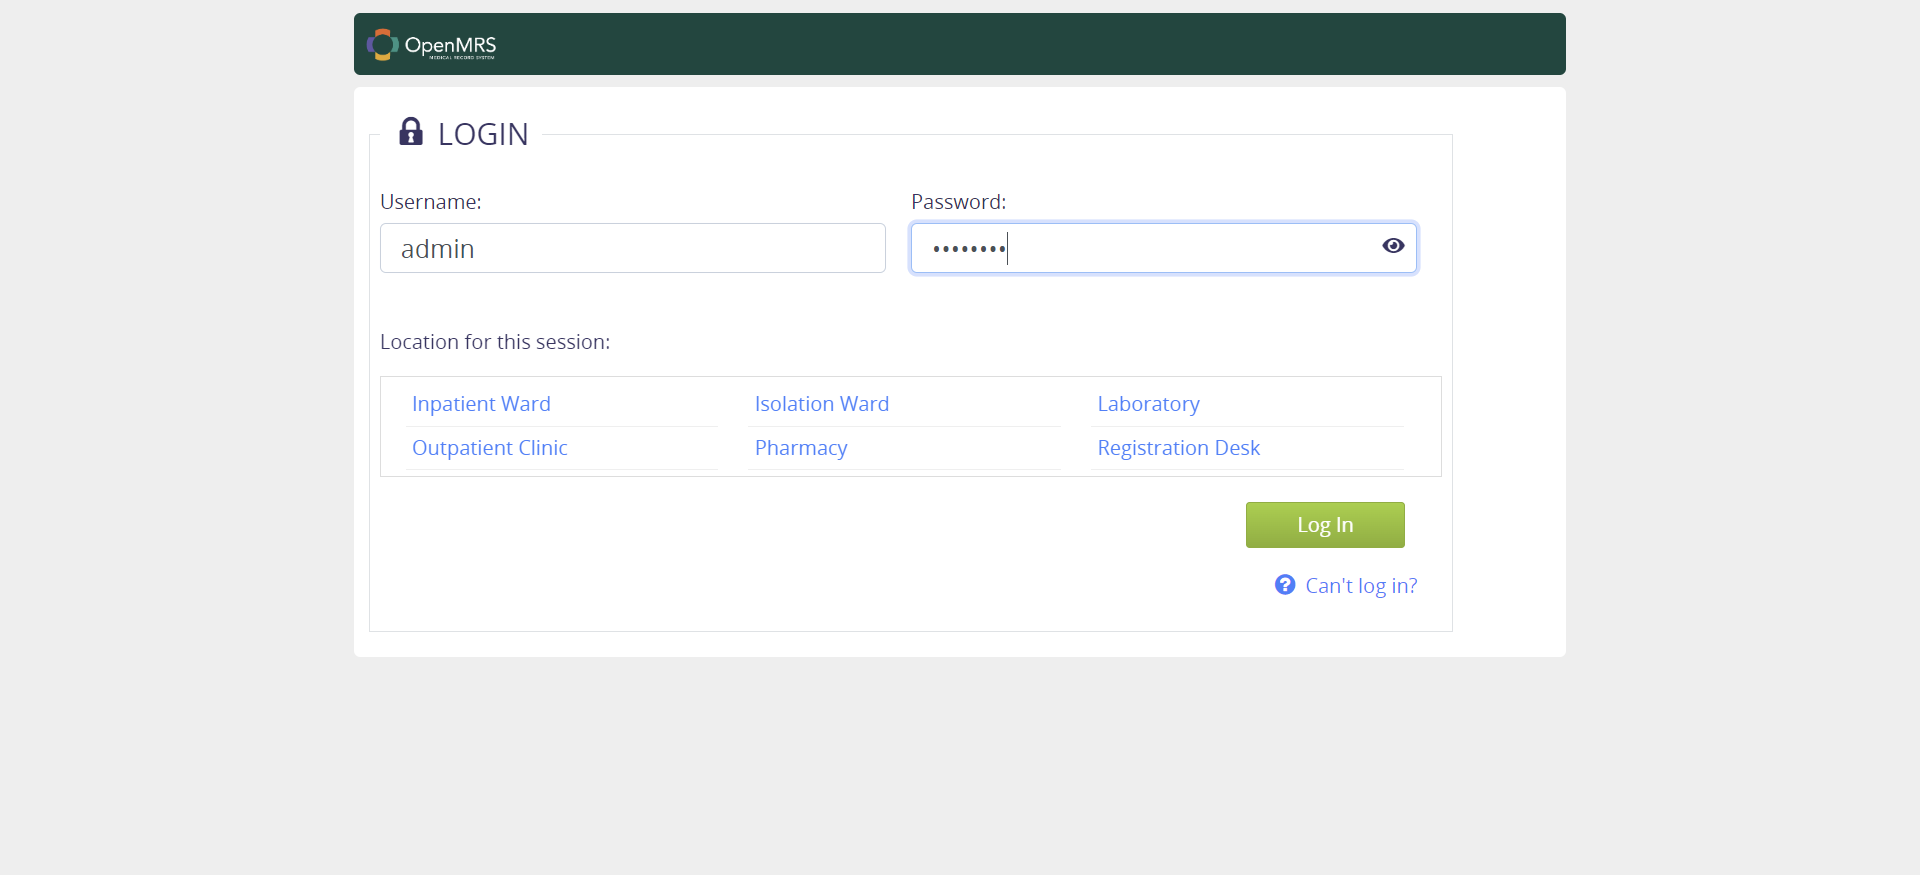 OpenMRS
MEDICAL RECORD SYSTEM
LOGIN
Username:
Password:
admin
••••••••
Location for this session:
Inpatient Ward
Isolation Ward
Laboratory
Outpatient Clinic
Pharmacy
Registration Desk
Log In
Can't log in?